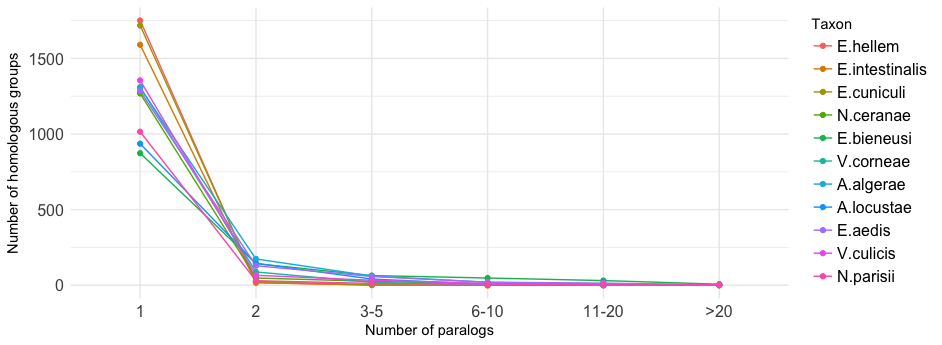 Taxon
E.hellem
E.intestinalis
E.cuniculi
N.ceranae
E.bieneusi
V.corneae
A.algerae
A.locustae
E.aedis
V.culicis
N.parisii
Number of homologous groups
1500
1000
500
0
1 2 3-5 6-10 11-20 >20
Number of paralogs